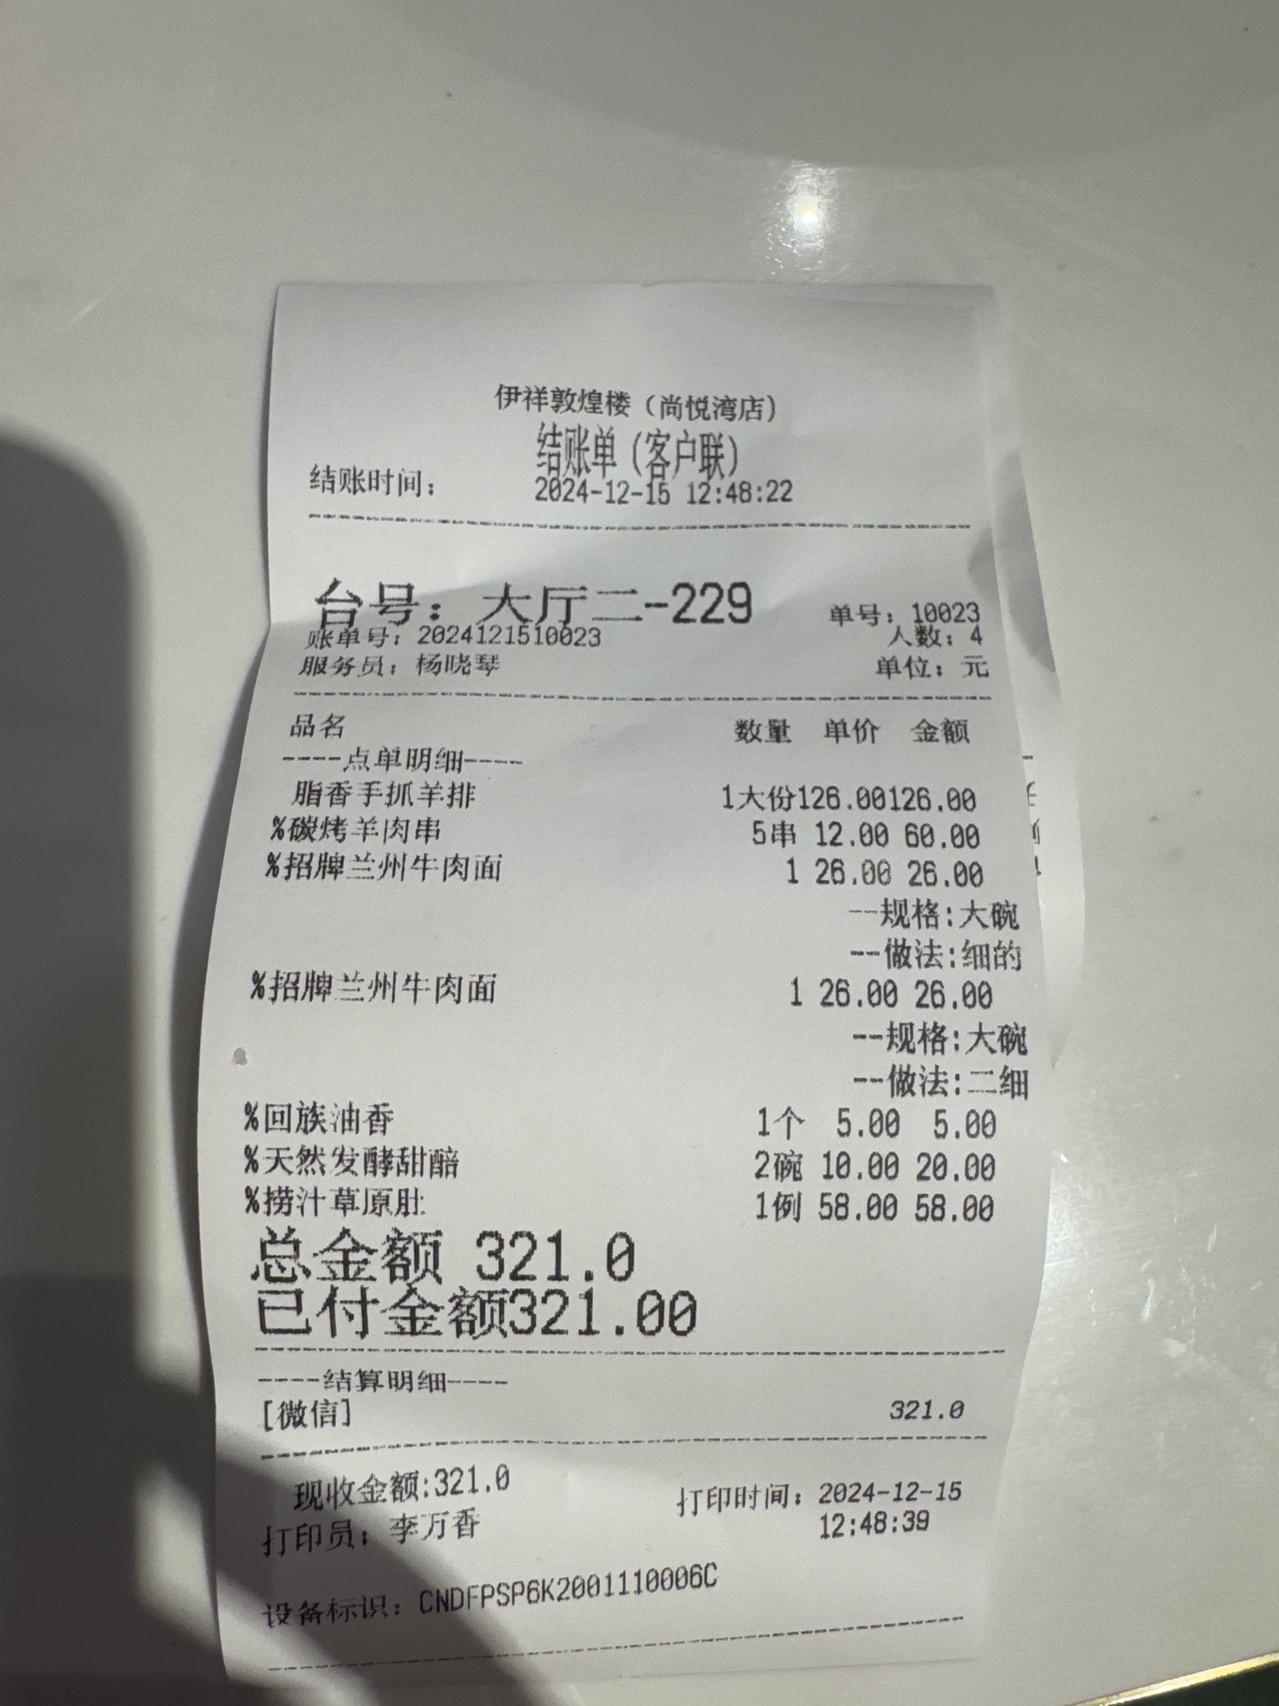 伊祥敦煌楼（尚悦湾店）
结账单（客户联）
结账时间： 2024-12-15 12:48:22
台号：大厅二-229 单号：10023
账单号：2024121510023 人数：4
服务员：杨晓琴 单位：元
品名 数量 单价 金额
----点单明细----
脂香手抓羊排 1大份126.00126.00
%碳烤羊肉串 5串 12.00 60.00
%招牌兰州牛肉面 1 26.00 26.00
--规格:大碗
--做法:细的
%招牌兰州牛肉面 1 26.00 26.00
--规格:大碗
--做法:二细
%回族油香 1个 5.00 5.00
%天然发酵甜醅 2碗 10.00 20.00
%捞汁草原肚 1例 58.00 58.00
总金额 321.0
已付金额321.00
----结算明细----
[微信] 321.0
现收金额:321.0 打印时间：2024-12-15
打印员：李万香 12:48:39
设备标识：CNDFPSP6K2001110006C